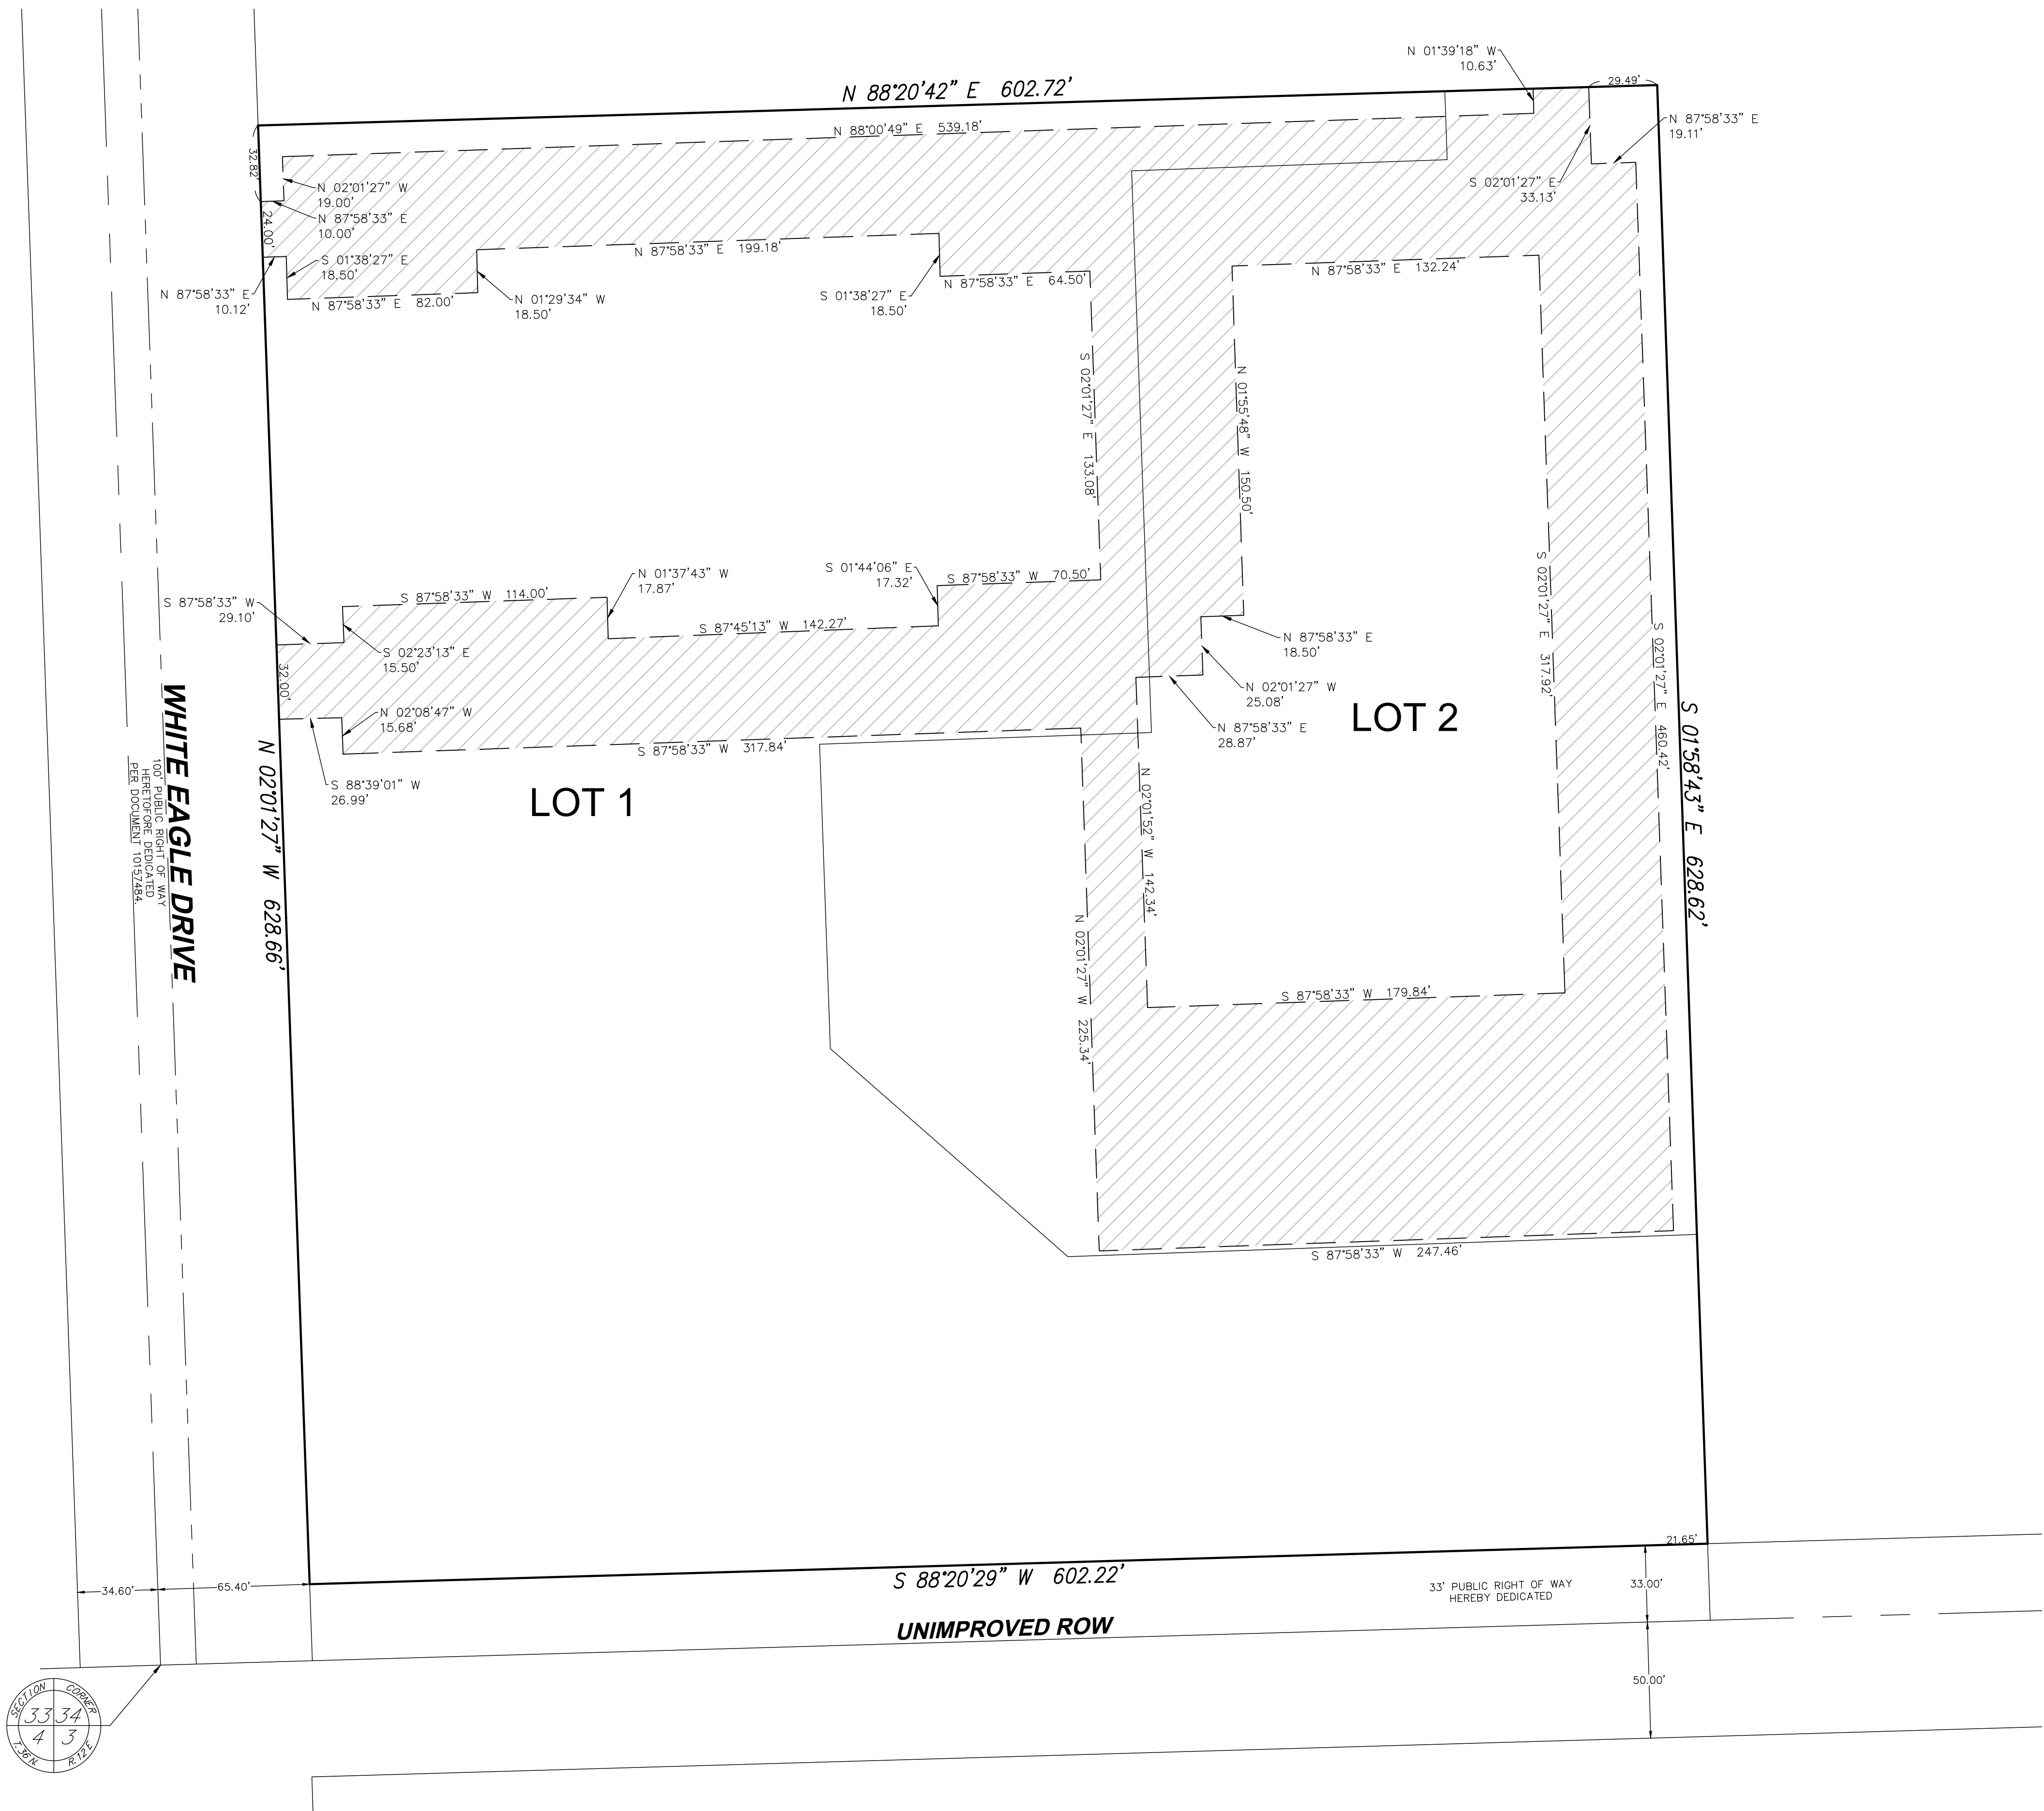 N 01°39'18" W
10.63'
N 88°20'42" E 602.72'
29.49'
N 88°00'49" E 539.18'
N 87°58'33" E
19.11'
32.82'
N 02°01'27" W
19.00'
S 02°01'27" E
33.13'
N 87°58'33" E
10.00'
24.00'
N 87°58'33" E 199.18'
S 01°38'27" E
18.50'
N 87°58'33" E 132.24'
N 87°58'33" E 64.50'
N 87°58'33" E
10.12'
N 87°58'33" E 82.00'
N 01°29'34" W
18.50'
S 01°38'27" E
18.50'
S 02°01'27" E 133.08'
N 01°55'48" W 150.50'
S 87°58'33" W
29.10'
S 87°58'33" W 114.00'
N 01°37'43" W
17.87'
S 01°44'06" E
17.32'
S 87°58'33" W 70.50'
S 87°45'13" W 142.27'
S 02°23'13" E
15.50'
N 87°58'33" E
18.50'
S 02°01'27" E 317.92'
S 02°01'27" E 460.42'
32.00'
N 02°01'27" W
25.08'
N 02°08'47" W
15.68'
LOT 2
N 87°58'33" E
28.87'
S 87°58'33" W 317.84'
S 01°58'43" E 628.62'
WHITE EAGLE DRIVE
100' PUBLIC RIGHT OF WAY
HERETOFORE DEDICATED
PER DOCUMENT 10157484.
N 02°01'27" W 628.66'
S 88°39'01" W
26.99'
LOT 1
N 02°01'52" W 142.34'
N 02°01'27" W 225.34'
S 87°58'33" W 179.84'
S 87°58'33" W 247.46'
21.65'
34.60'
65.40'
S 88°20'29" W 602.22'
33' PUBLIC RIGHT OF WAY
HEREBY DEDICATED
33.00'
UNIMPROVED ROW
50.00'
SECTION CORNER
33 34
4 3
T.36 N. R.12 E